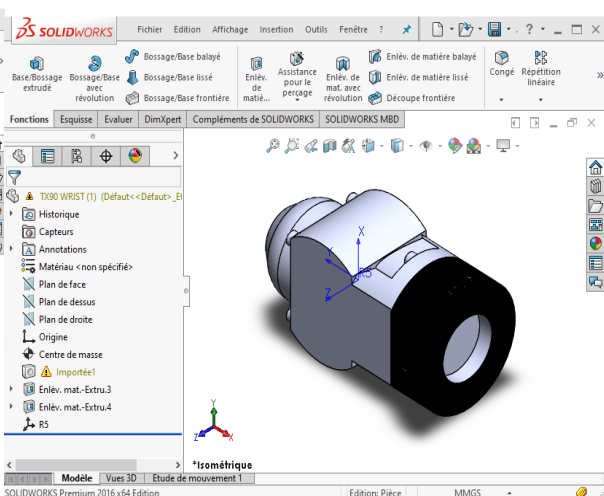 SOLIDWORKS Fichier Edition Affichage Insertion Outils Fenêtre ? ?
Base/Bossage extrudé
Bossage/Base avec révolution
Bossage/Base balayé
Bossage/Base lissé
Bossage/Base frontière
Enlèv. de matiè...
Assistance pour le perçage
Enlèv. de mat. avec révolution
Enlèv. de matière balayé
Enlèv. de matière lissé
Découpe frontière
Congé
Répétition linéaire
Fonctions Esquisse Evaluer DimXpert Compléments de SOLIDWORKS SOLIDWORKS MBD
TX90 WRIST (1) (Défaut<<Défaut>_Et
Historique
Capteurs
Annotations
Matériau <non spécifié>
Plan de face
Plan de dessus
Plan de droite
Origine
Centre de masse
Importée1
Enlèv. mat.-Extru.3
Enlèv. mat.-Extru.4
R5
X
Y
R5
Z
Y
Z X
*Isométrique
Modèle Vues 3D Etude de mouvement 1
SOLIDWORKS Premium 2016 x64 Edition Edition: Pièce MMGS